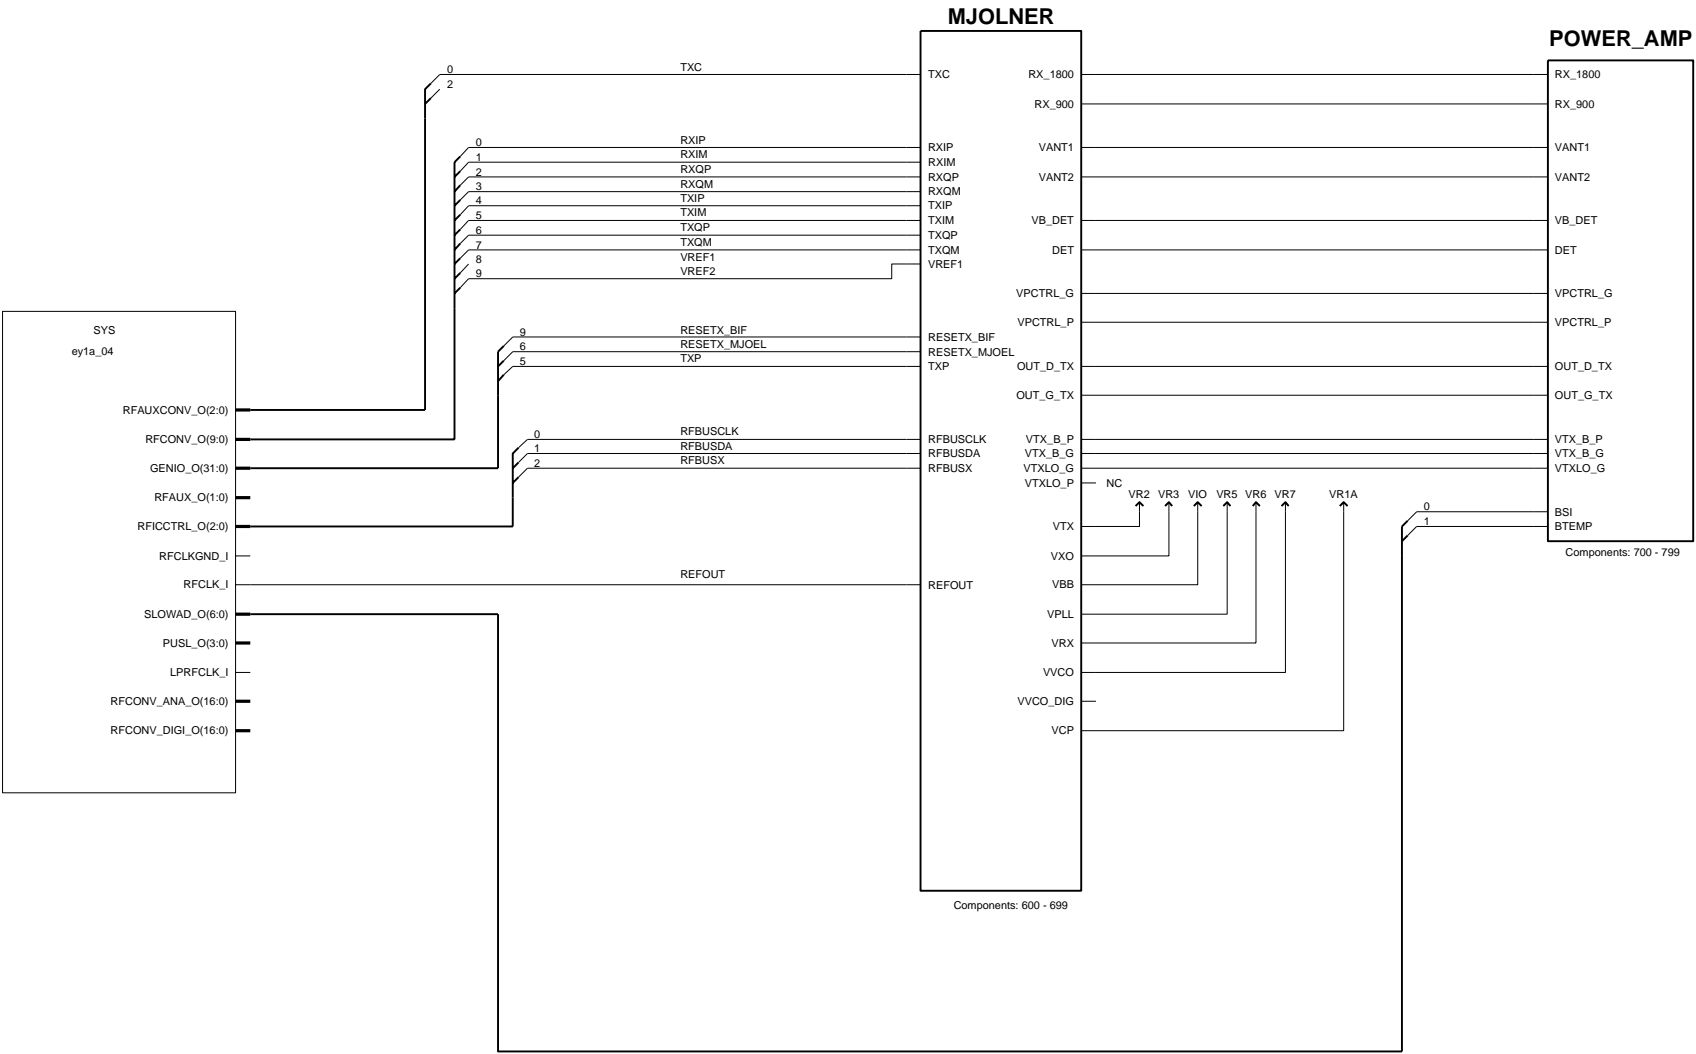 MJOLNER
POWER_AMP
0 TXC TXC RX_1800 RX_1800
2
RX_900 RX_900
0 RXIP RXIP VANT1 VANT1
1 RXIM RXIM
2 RXQP RXQP VANT2 VANT2
3 RXQM RXQM
4 TXIP TXIP
5 TXIM TXIM VB_DET VB_DET
6 TXQP TXQP
7 TXQM TXQM DET DET
8 VREF1 VREF1
9 VREF2
VPCTRL_G VPCTRL_G
VPCTRL_P VPCTRL_P
SYS
ey1a_04
9 RESETX_BIF RESETX_BIF
6 RESETX_MJOEL RESETX_MJOEL
5 TXP TXP OUT_D_TX OUT_D_TX
OUT_G_TX OUT_G_TX
RFAUXCONV_O(2:0)
RFCONV_O(9:0) 0 RFBUSCLK RFBUSCLK VTX_B_P VTX_B_P
1 RFBUSDA RFBUSDA VTX_B_G VTX_B_G
GENIO_O(31:0) 2 RFBUSX RFBUSX VTXLO_G VTXLO_G
VTXLO_P NC
RFAUX_O(1:0) VR2 VR3 VIO VR5 VR6 VR7 VR1A
0 BSI
RFICCTRL_O(2:0) VTX 1 BTEMP
RFCLKGND_I VXO Components: 700 - 799
RFCLK_I REFOUT REFOUT VBB
SLOWAD_O(6:0) VPLL
PUSL_O(3:0) VRX
LPRFCLK_I VVCO
RFCONV_ANA_O(16:0) VVCO_DIG
RFCONV_DIGI_O(16:0) VCP
Components: 600 - 699